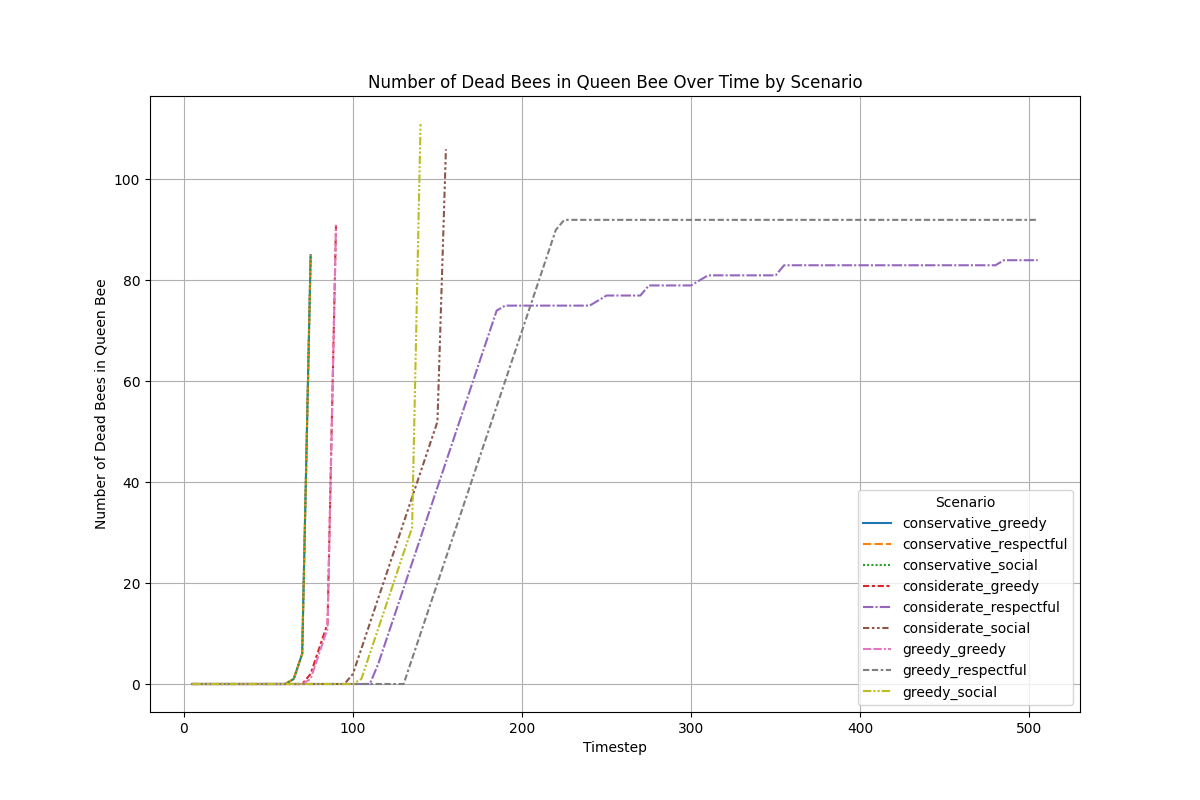 Number of Dead Bees in Queen Bee Over Time by Scenario
Number of Dead Bees in Queen Bee
100
80
60
40
20
0
0 100 200 300 400 500
Timestep
Scenario
conservative_greedy
conservative_respectful
conservative_social
considerate_greedy
considerate_respectful
considerate_social
greedy_greedy
greedy_respectful
greedy_social